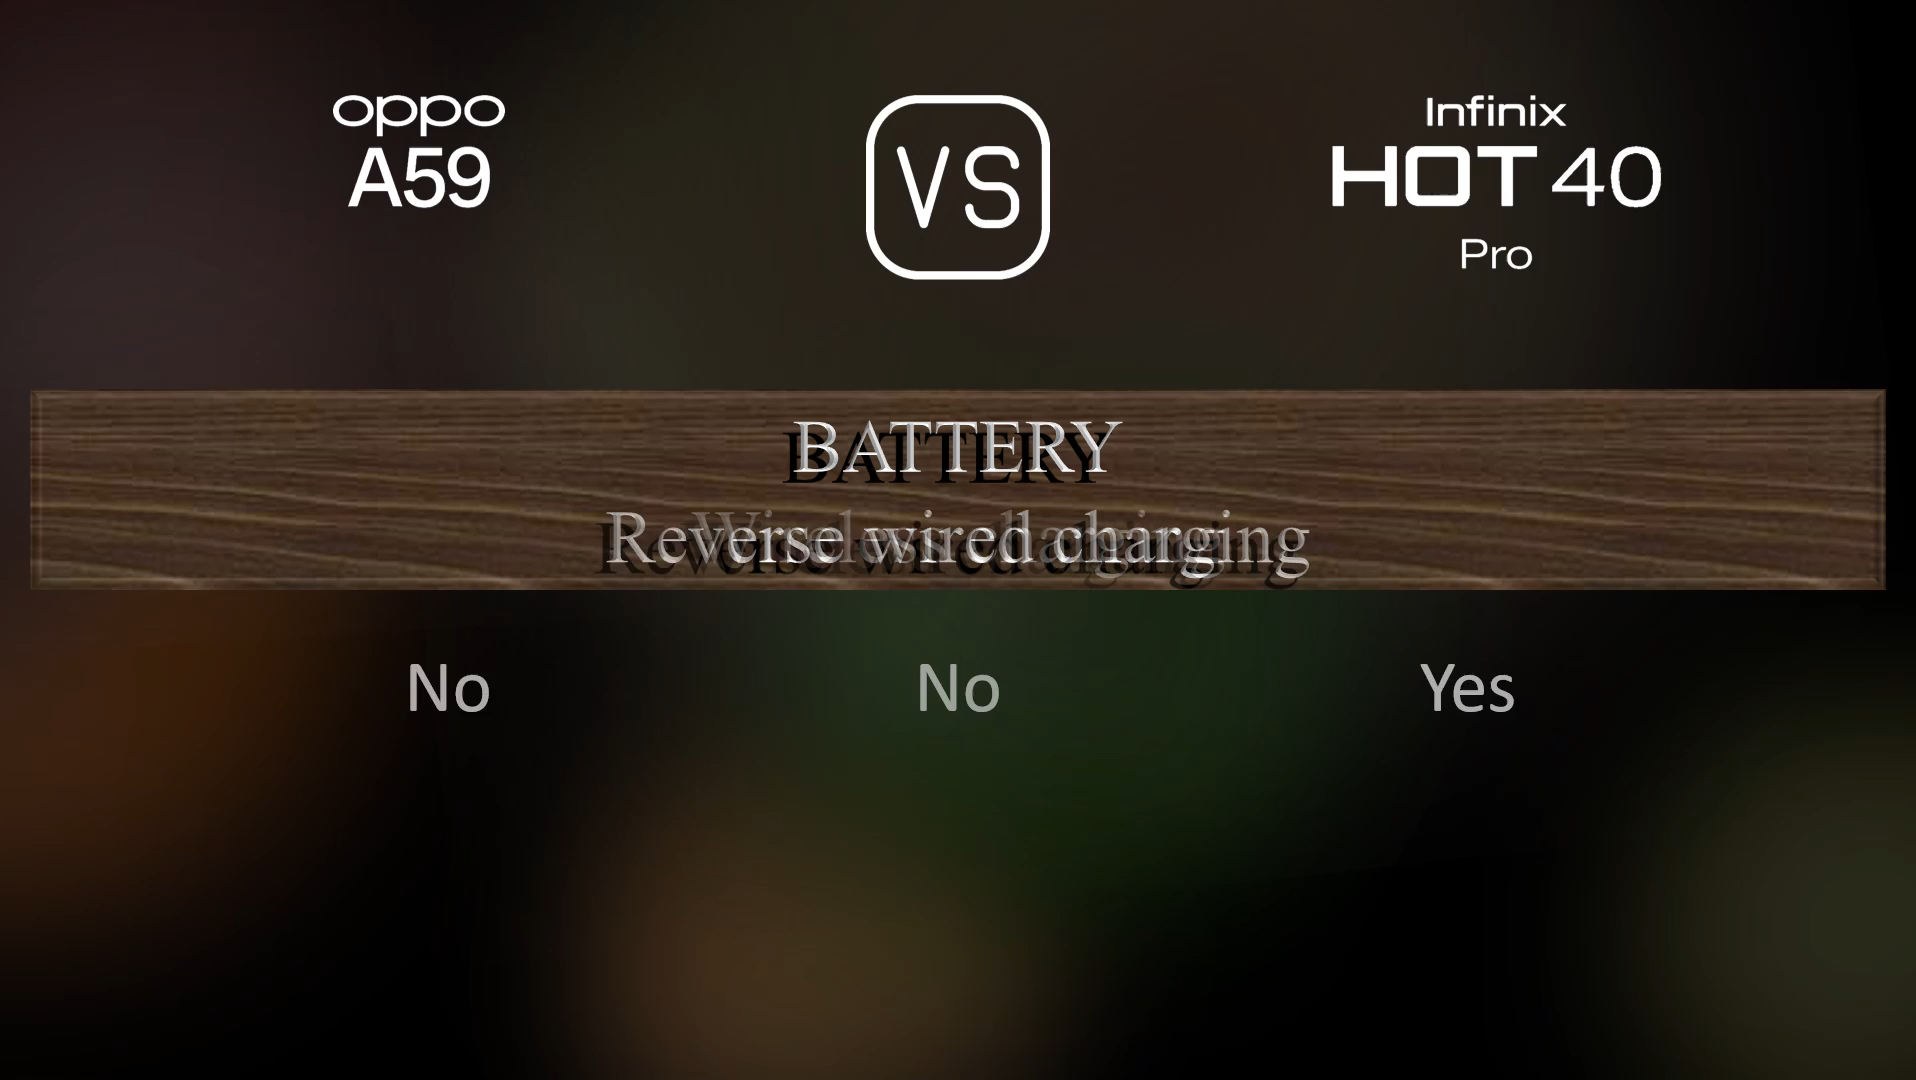 oppo
A59
VS
Infinix
HOT 40
Pro
BATTERY
Reverse wired charging
No
No
Yes